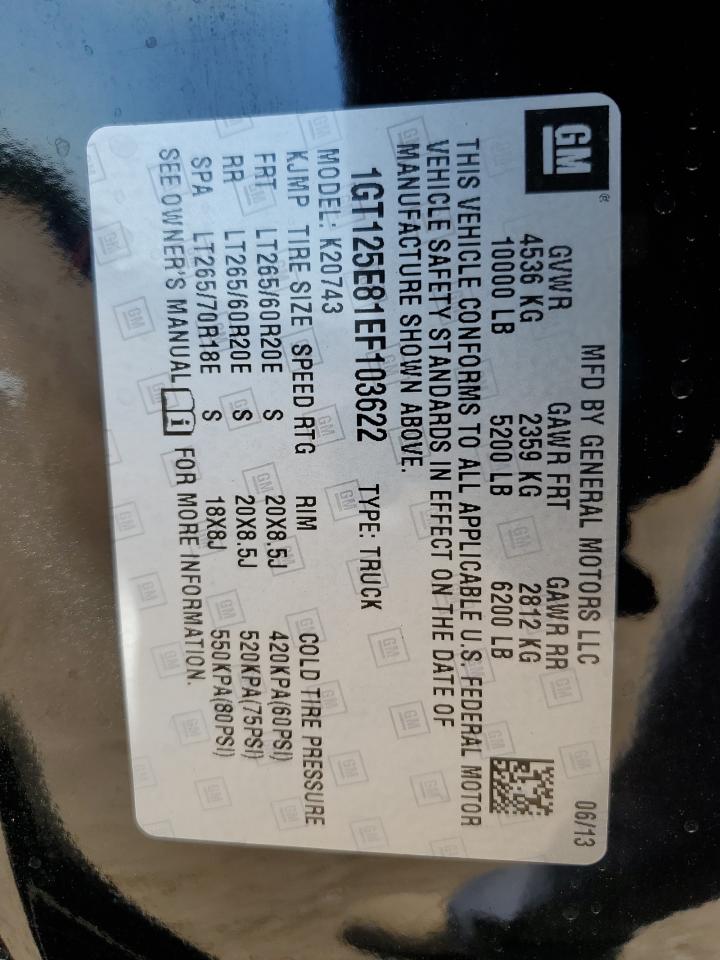 GM ®
MFD BY GENERAL MOTORS LLC 06/13
GVWR GAWR FRT GAWR RR
4536 KG 2359 KG 2812 KG
10000 LB 5200 LB 6200 LB
THIS VEHICLE CONFORMS TO ALL APPLICABLE U.S. FEDERAL MOTOR
VEHICLE SAFETY STANDARDS IN EFFECT ON THE DATE OF
MANUFACTURE SHOWN ABOVE.
1GT125E81EF103622 TYPE: TRUCK
MODEL: K20743
KJMP TIRE SIZE SPEED RTG RIM COLD TIRE PRESSURE
FRT LT265/60R20E S 20X8.5J 420KPA(60PSI)
RR LT265/60R20E S 20X8.5J 520KPA(75PSI)
SPA LT265/70R18E S 18X8J 550KPA(80PSI)
SEE OWNER'S MANUAL i FOR MORE INFORMATION.